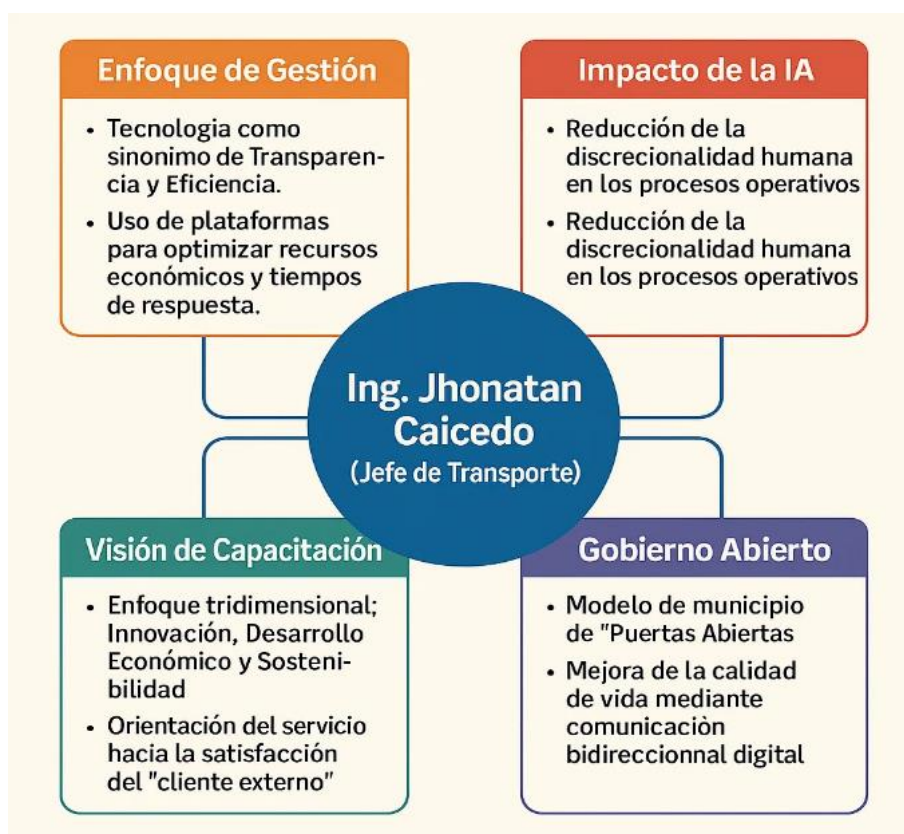 Enfoque de Gestión
• Tecnologia como
sinonimo de Transparen-
cia y Eficiencia.
• Uso de plataformas
para optimizar recursos
económicos y tiempos
de respuesta.
Impacto de la IA
• Reducción de la
discrecionalidad humana
en los procesos operativos
• Reducción de la
discrecionalidad humana
en los procesos operativos
Ing. Jhonatan
Caicedo
(Jefe de Transporte)
Visión de Capacitación
• Enfoque tridimensional;
Innovación, Desarrollo
Económico y Sosteni-
bilidad
• Orientación del servicio
hacia la satisfacción
del "cliente externo"
Gobierno Abierto
• Modelo de municipio
de "Puertas Abiertas
• Mejora de la calidad
de vida mediante
comunicaciòn
bidireccionnal digital